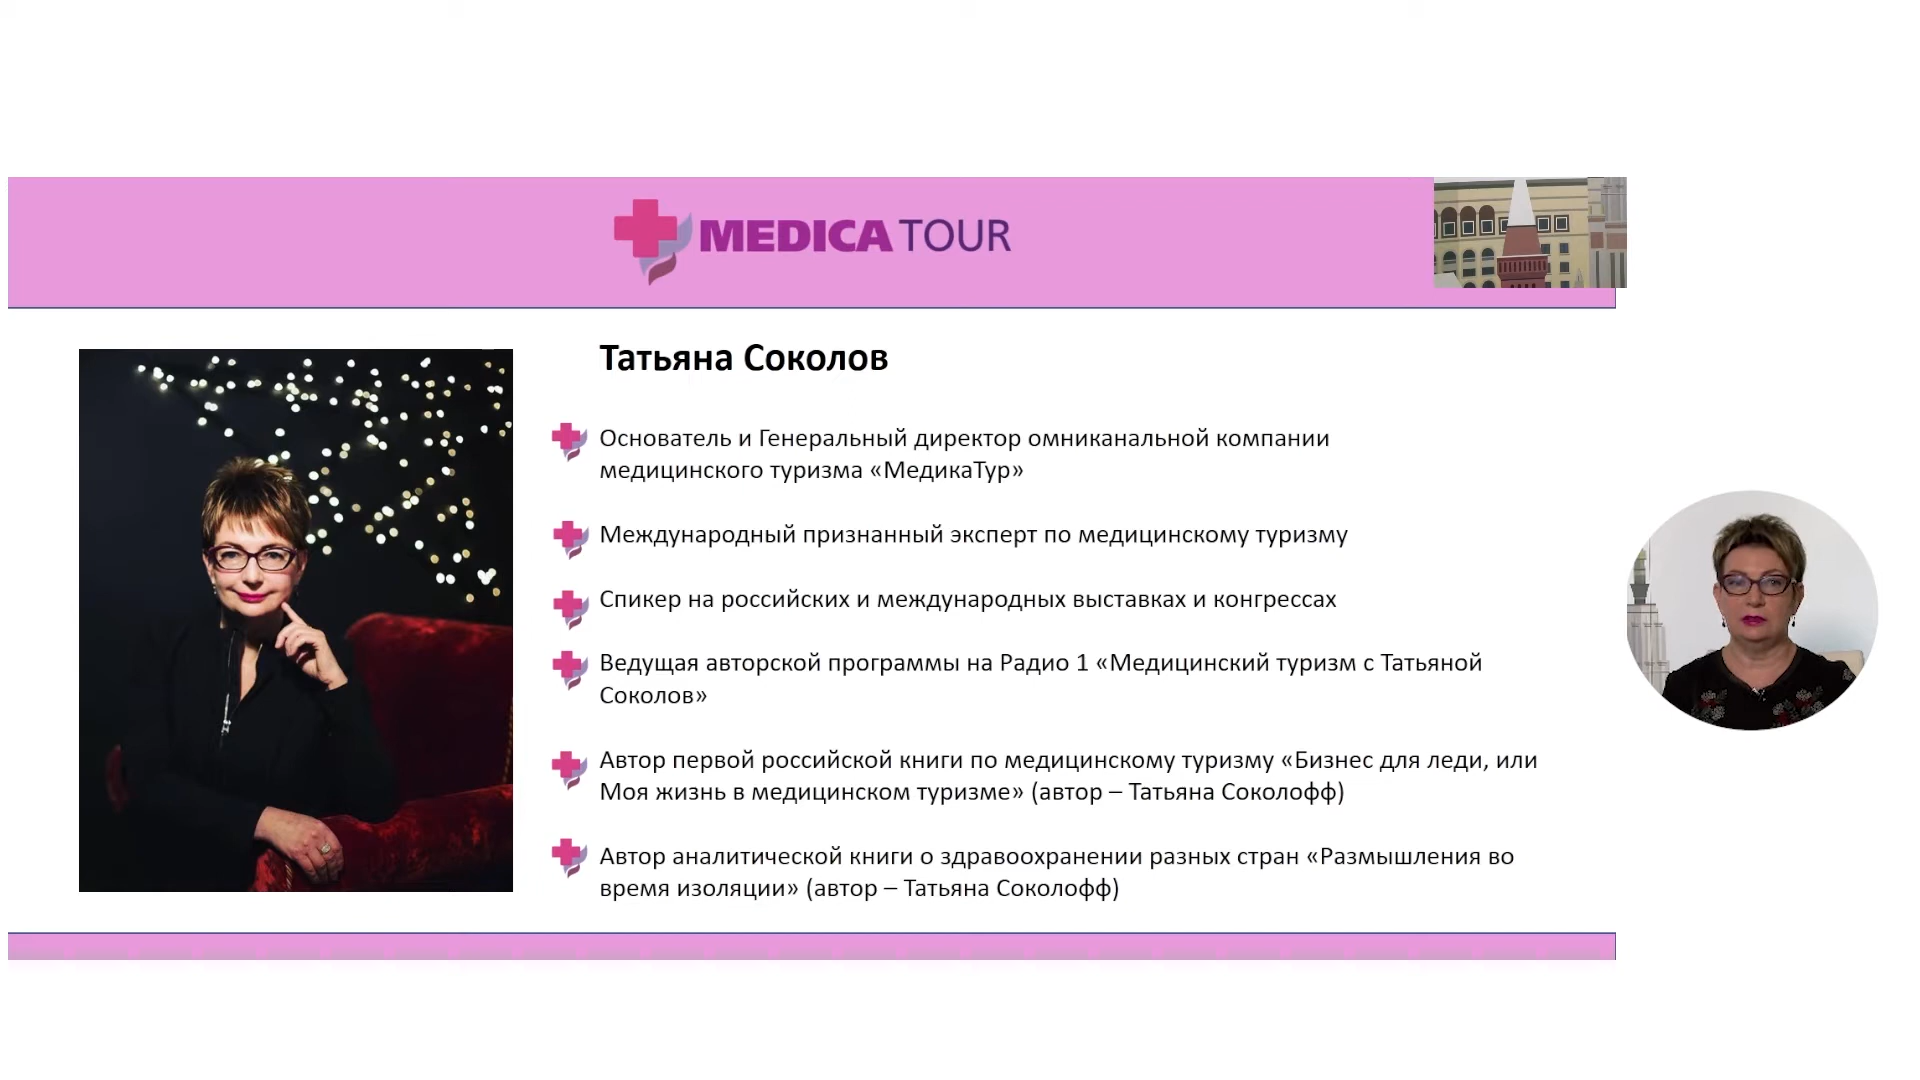 MEDICA TOUR
Татьяна Соколов
Основатель и Генеральный директор омниканальной компании
медицинского туризма «МедикаТур»
Международный признанный эксперт по медицинскому туризму
Спикер на российских и международных выставках и конгрессах
Ведущая авторской программы на Радио 1 «Медицинский туризм с Татьяной
Соколов»
Автор первой российской книги по медицинскому туризму «Бизнес для леди, или
Моя жизнь в медицинском туризме» (автор – Татьяна Соколофф)
Автор аналитической книги о здравоохранении разных стран «Размышления во
время изоляции» (автор – Татьяна Соколофф)